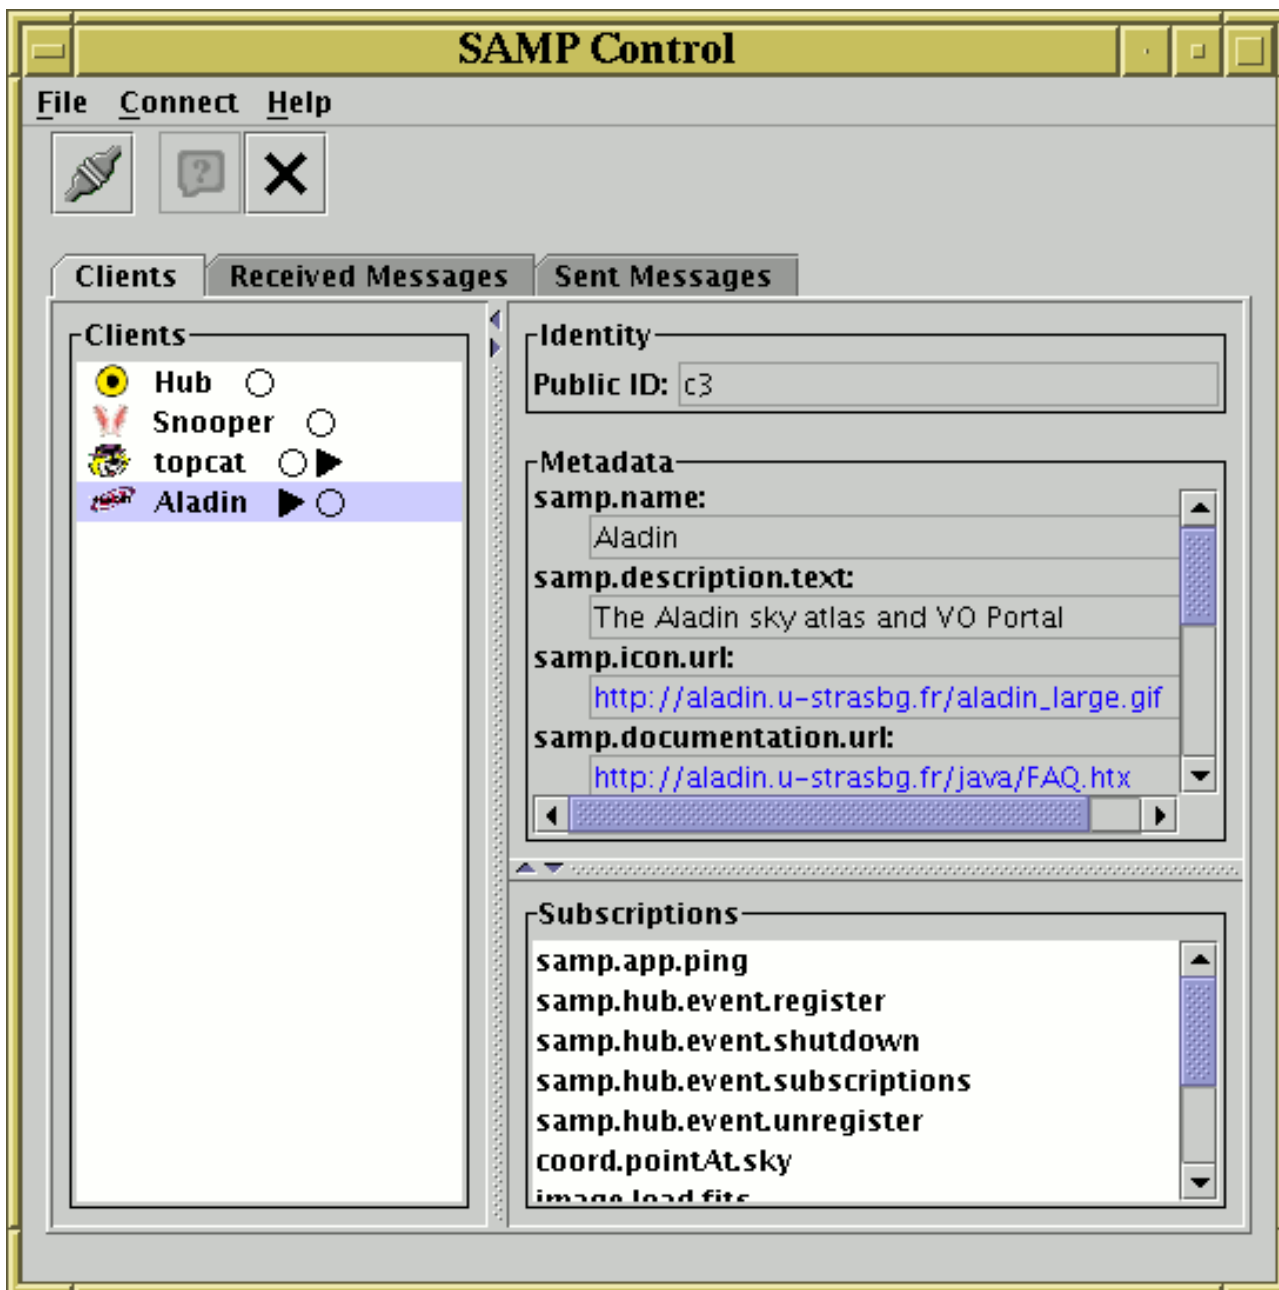 SAMP Control
File Connect Help
Clients Received Messages Sent Messages
Clients
Hub
Snooper
topcat
Aladin
Identity
Public ID: c3
Metadata
samp.name:
Aladin
samp.description.text:
The Aladin sky atlas and VO Portal
samp.icon.url:
http://aladin.u-strasbg.fr/aladin_large.gif
samp.documentation.url:
http://aladin.u-strasbg.fr/java/FAQ.htx
Subscriptions
samp.app.ping
samp.hub.event.register
samp.hub.event.shutdown
samp.hub.event.subscriptions
samp.hub.event.unregister
coord.pointAt.sky
image.load.fits